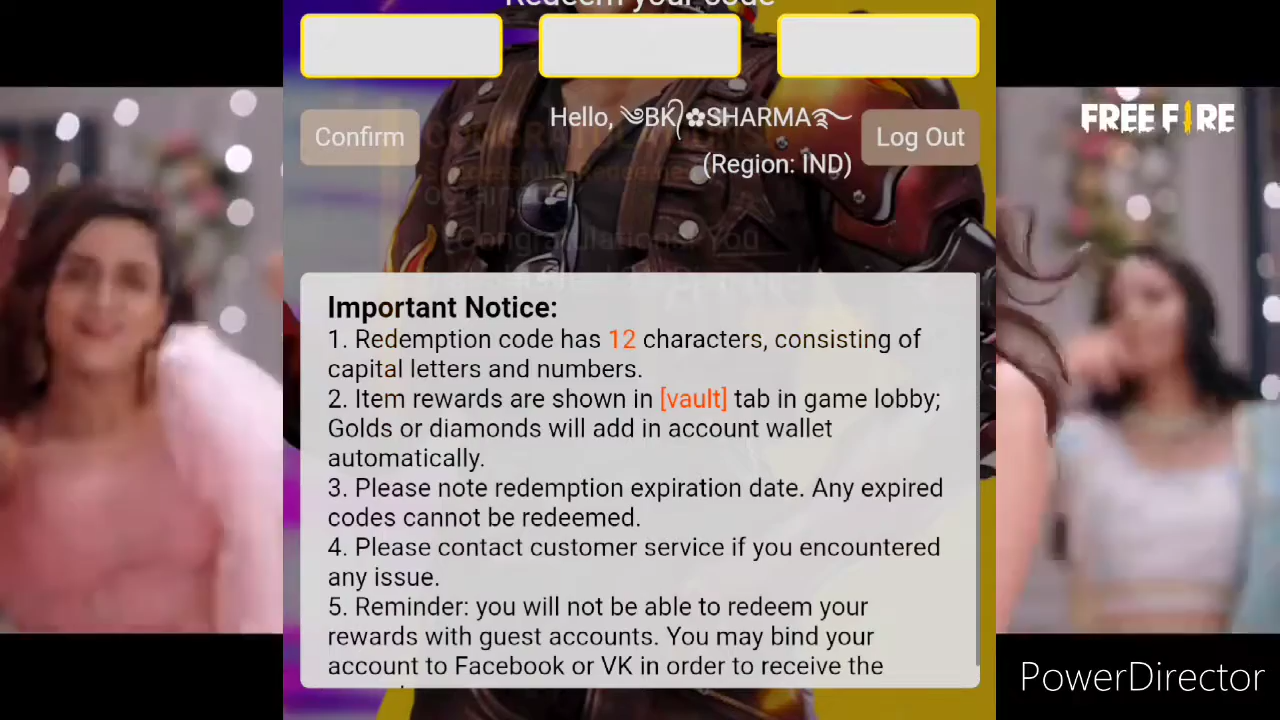 Redeem your code
FREE FIRE
Hello, ༄BK᭄✿SHARMA࿐
Confirm
Log Out
(Region: IND)
Congratulations! You
Important Notice:
1. Redemption code has 12 characters, consisting of
capital letters and numbers.
2. Item rewards are shown in [vault] tab in game lobby;
Golds or diamonds will add in account wallet
automatically.
3. Please note redemption expiration date. Any expired
codes cannot be redeemed.
4. Please contact customer service if you encountered
any issue.
5. Reminder: you will not be able to redeem your
rewards with guest accounts. You may bind your
account to Facebook or VK in order to receive the
PowerDirector